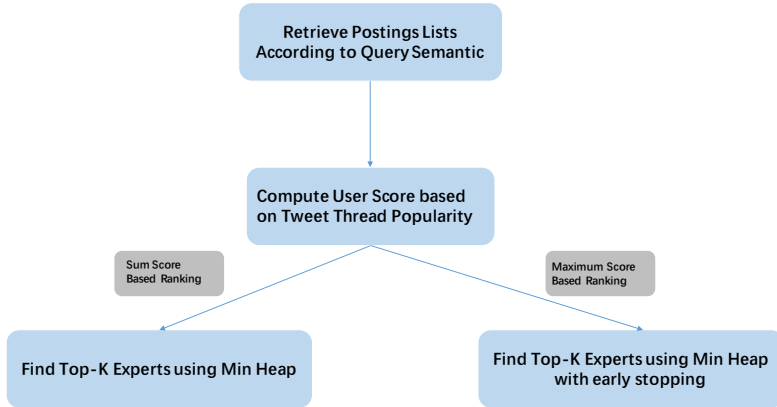 Retrieve Postings Lists
According to Query Semantic
Compute User Score based
on Tweet Thread Popularity
Sum Score
Based Ranking
Maximum Score
Based Ranking
Find Top-K Experts using Min Heap
Find Top-K Experts using Min Heap
with early stopping